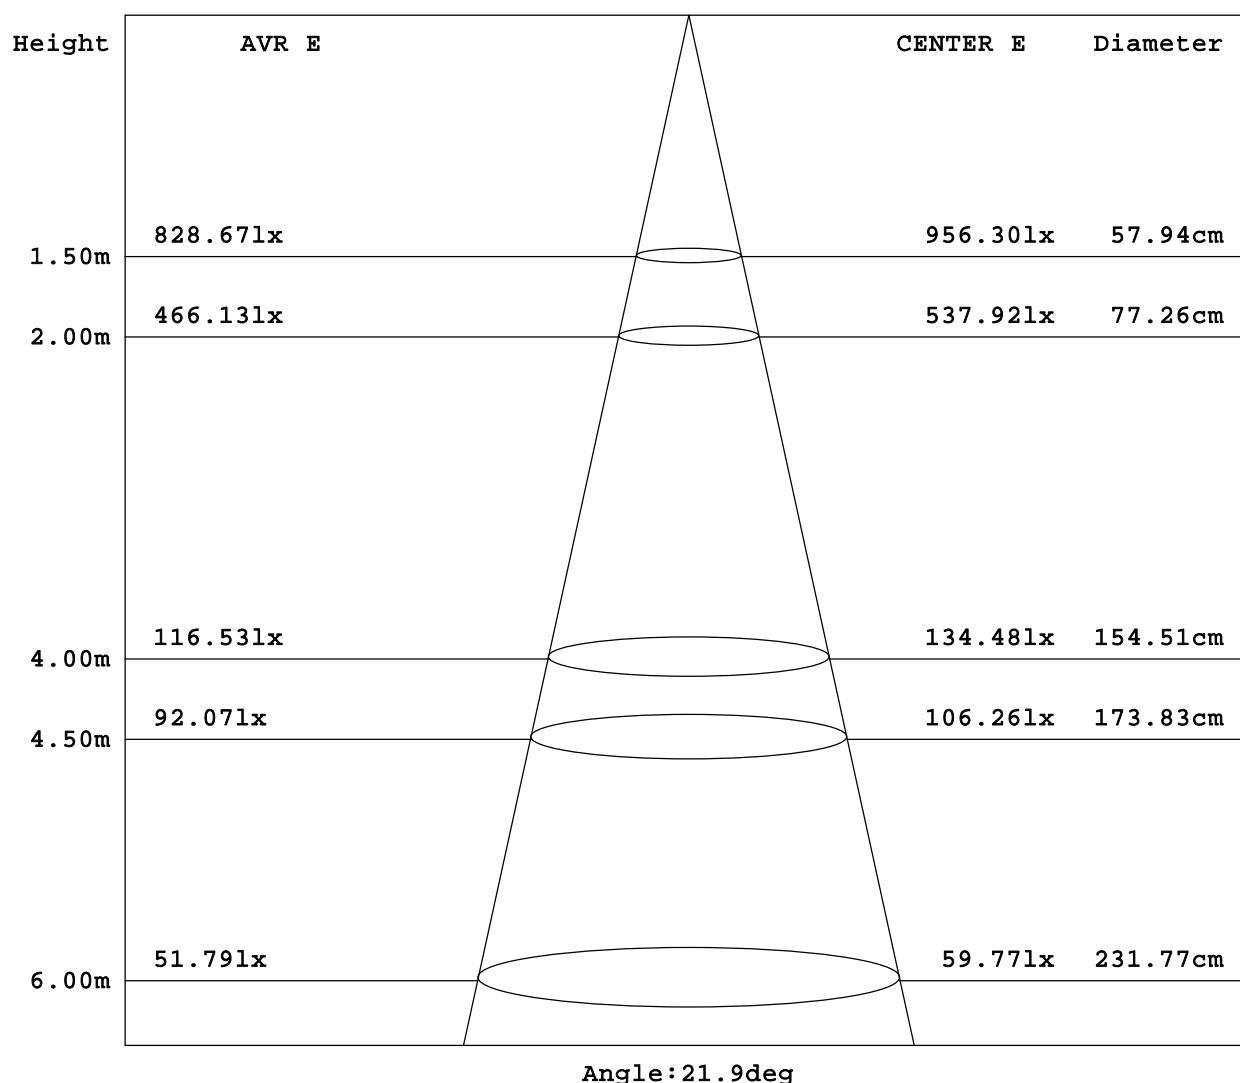 Height AVR E CENTER E Diameter
828.67lx 956.30lx 57.94cm
1.50m
466.13lx 537.92lx 77.26cm
2.00m
116.53lx 134.48lx 154.51cm
4.00m
92.07lx 106.26lx 173.83cm
4.50m
51.79lx 59.77lx 231.77cm
6.00m
Angle:21.9deg